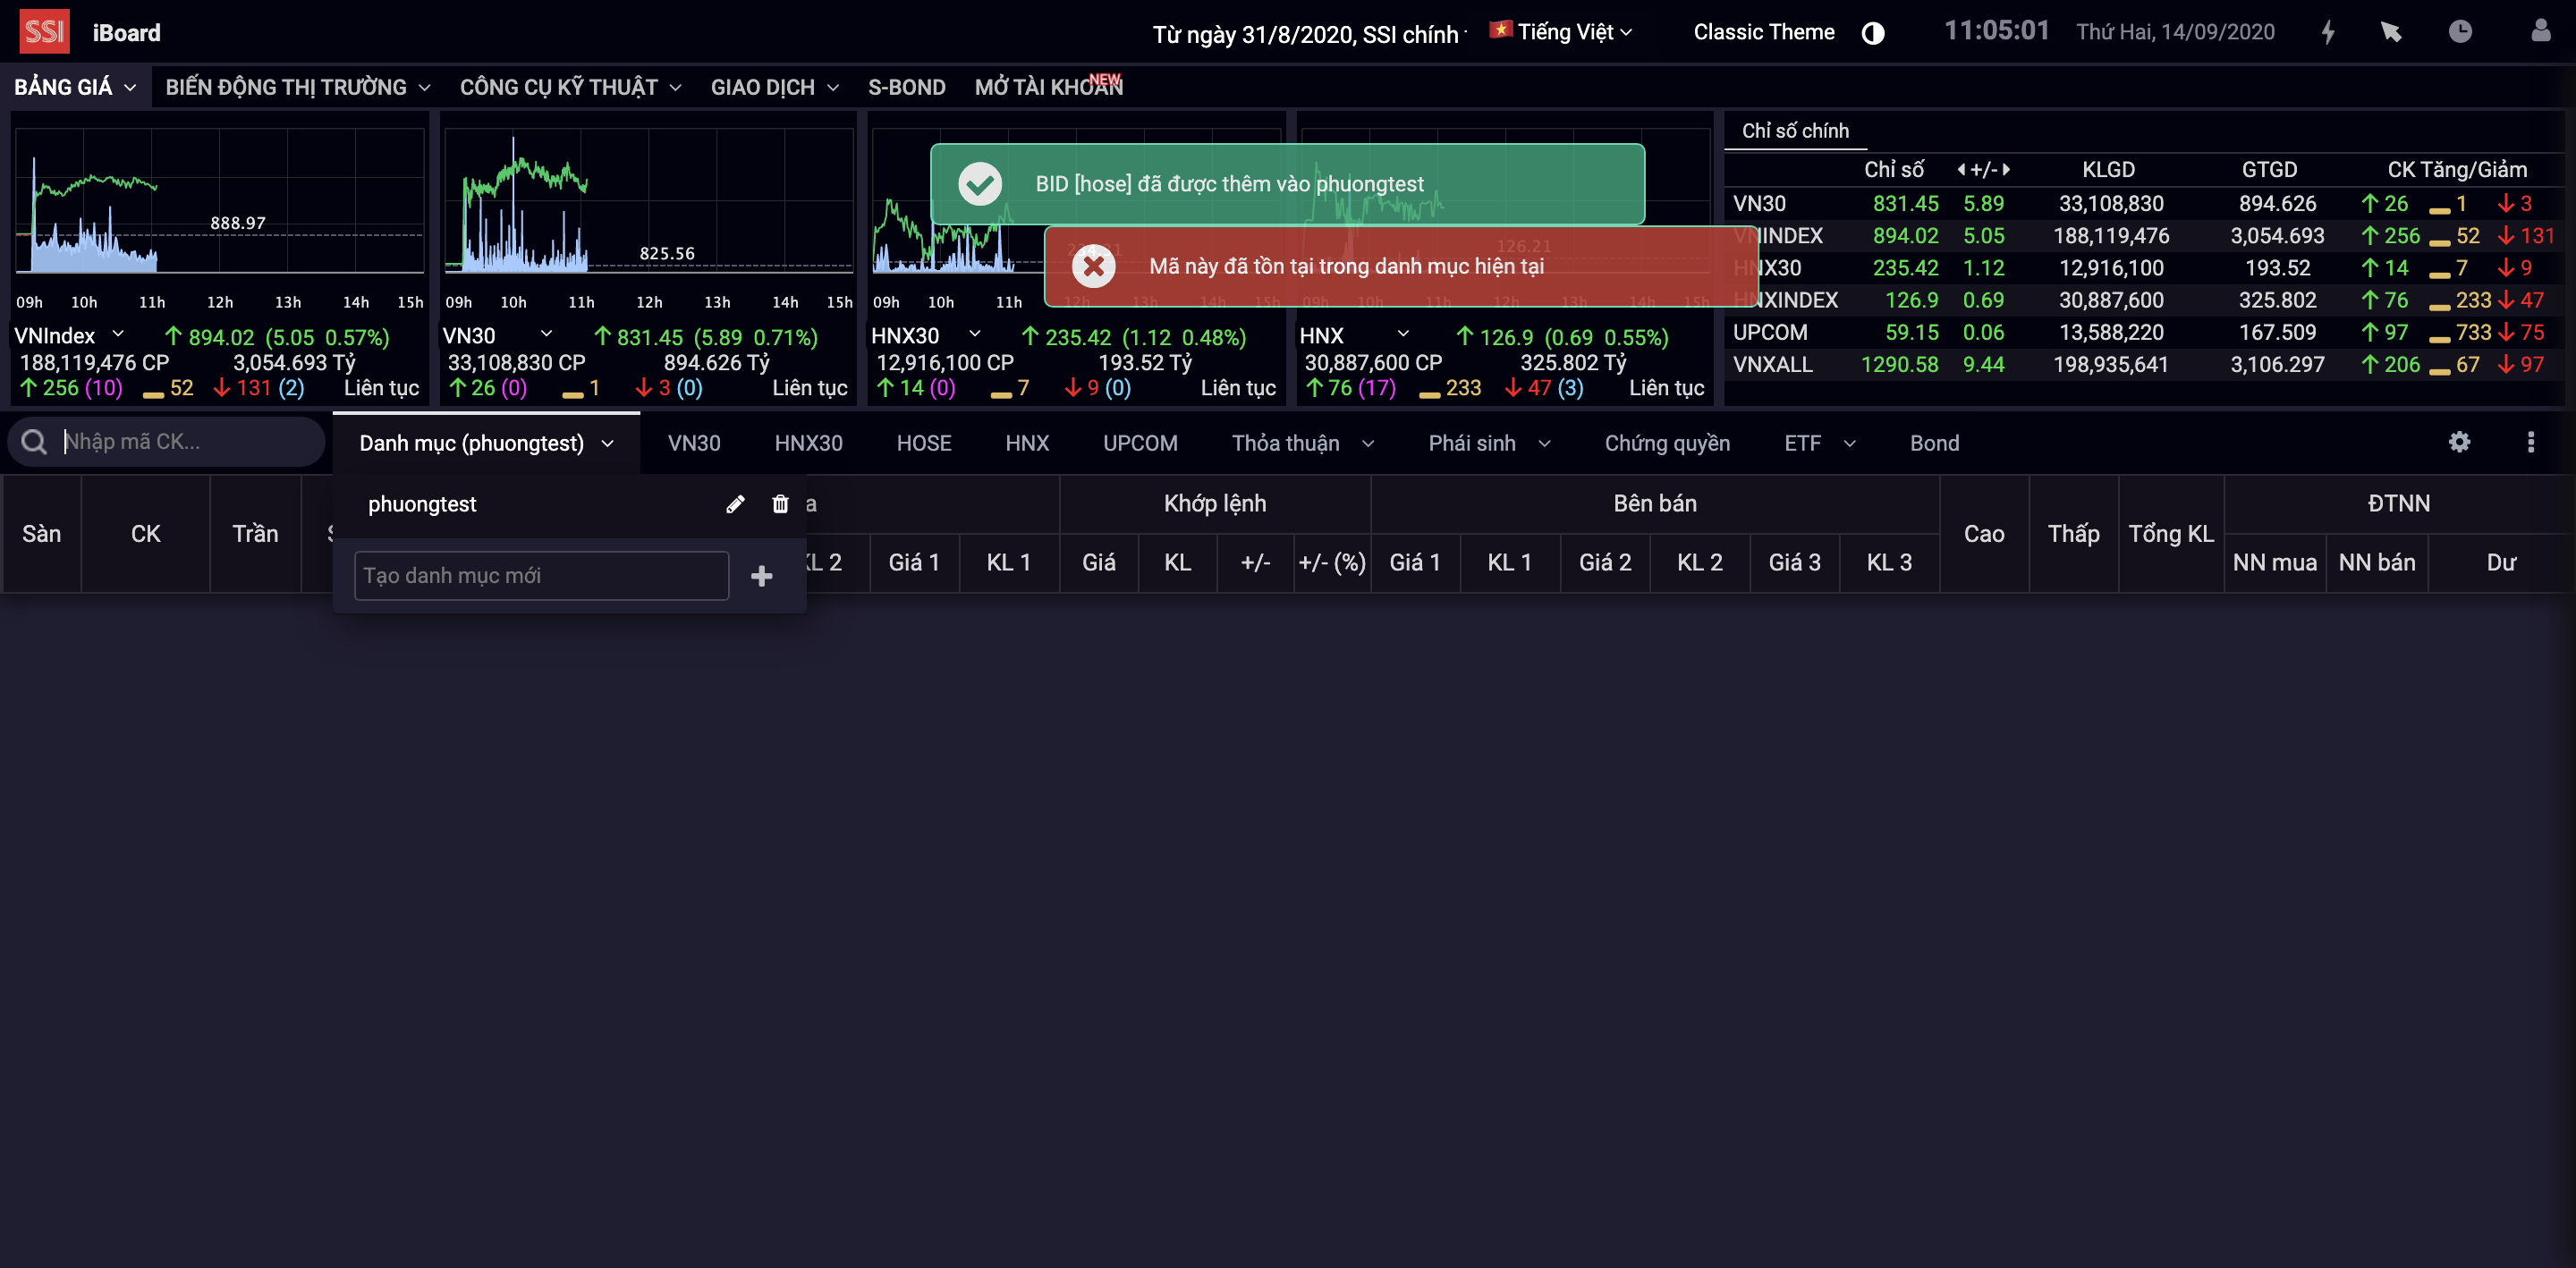 SSI iBoard Từ ngày 31/8/2020, SSI chính Tiếng Việt Classic Theme 11:05:01 Thứ Hai, 14/09/2020
BẢNG GIÁ BIẾN ĐỘNG THỊ TRƯỜNG CÔNG CỤ KỸ THUẬT GIAO DỊCH S-BOND MỞ TÀI KHOẢN NEW
888.97
09h 10h 11h 12h 13h 14h 15h
VNIndex 894.02 (5.05 0.57%)
188,119,476 CP 3,054.693 Tỷ
256 (10) 52 131 (2) Liên tục
825.56
09h 10h 11h 12h 13h 14h 15h
VN30 831.45 (5.89 0.71%)
33,108,830 CP 894.626 Tỷ
26 (0) 1 3 (0) Liên tục
09h 10h 11h 12h 13h 14h 15h
HNX30 235.42 (1.12 0.48%)
12,916,100 CP 193.52 Tỷ
14 (0) 7 9 (0) Liên tục
126.21
09h 10h 11h 12h 13h 14h 15h
HNX 126.9 (0.69 0.55%)
30,887,600 CP 325.802 Tỷ
76 (17) 233 47 (3) Liên tục
BID [hose] đã được thêm vào phuongtest
Mã này đã tồn tại trong danh mục hiện tại
Chỉ số chính
Chỉ số +/- KLGD GTGD CK Tăng/Giảm
VN30 831.45 5.89 33,108,830 894.626 26 1 3
VNINDEX 894.02 5.05 188,119,476 3,054.693 256 52 131
HNX30 235.42 1.12 12,916,100 193.52 14 7 9
HNXINDEX 126.9 0.69 30,887,600 325.802 76 233 47
UPCOM 59.15 0.06 13,588,220 167.509 97 733 75
VNXALL 1290.58 9.44 198,935,641 3,106.297 206 67 97
Nhập mã CK... Danh mục (phuongtest) VN30 HNX30 HOSE HNX UPCOM Thỏa thuận Phái sinh Chứng quyền ETF Bond
phuongtest
Tạo danh mục mới
Sàn CK Trần S a Khớp lệnh Bên bán Cao Thấp Tổng KL ĐTNN
KL 2 Giá 1 KL 1 Giá KL +/- +/- (%) Giá 1 KL 1 Giá 2 KL 2 Giá 3 KL 3 NN mua NN bán Dư